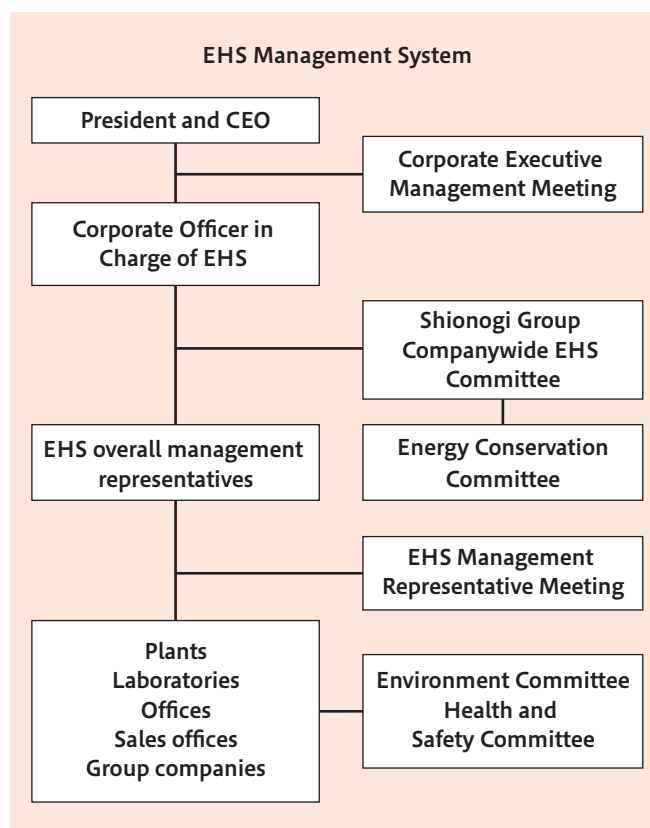 EHS Management System
President and CEO
Corporate Executive
Management Meeting
Corporate Officer in
Charge of EHS
Shionogi Group
Companywide EHS
Committee
EHS overall management
representatives
Energy Conservation
Committee
EHS Management
Representative Meeting
Plants
Laboratories
Offices
Sales offices
Group companies
Environment Committee
Health and
Safety Committee